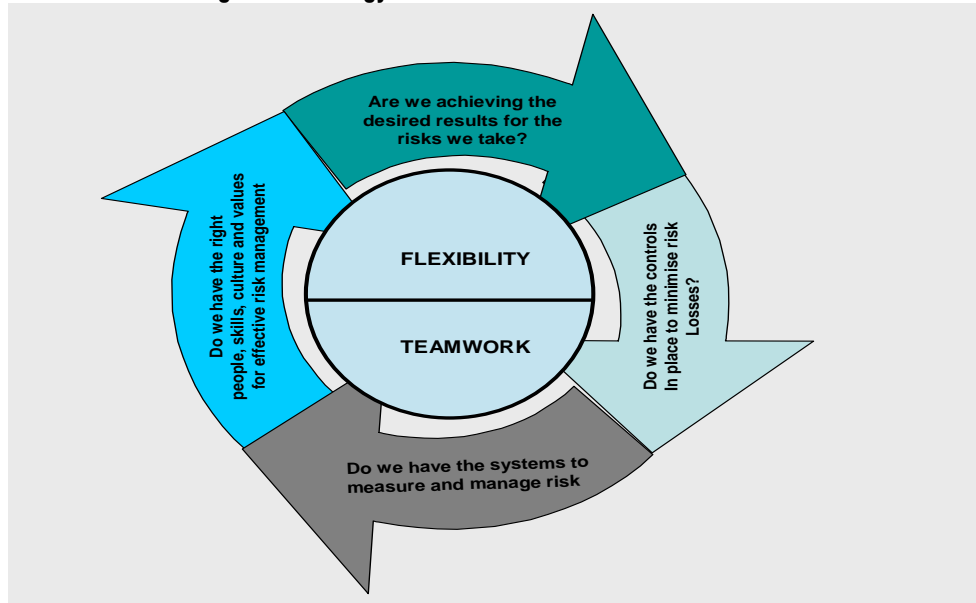 Are we achieving the
desired results for the
risks we take?
FLEXIBILITY
TEAMWORK
Do we have the controls
In place to minimise risk
Losses?
Do we have the systems to
measure and manage risk
Do we have the right
people, skills, culture and values
for effective risk management